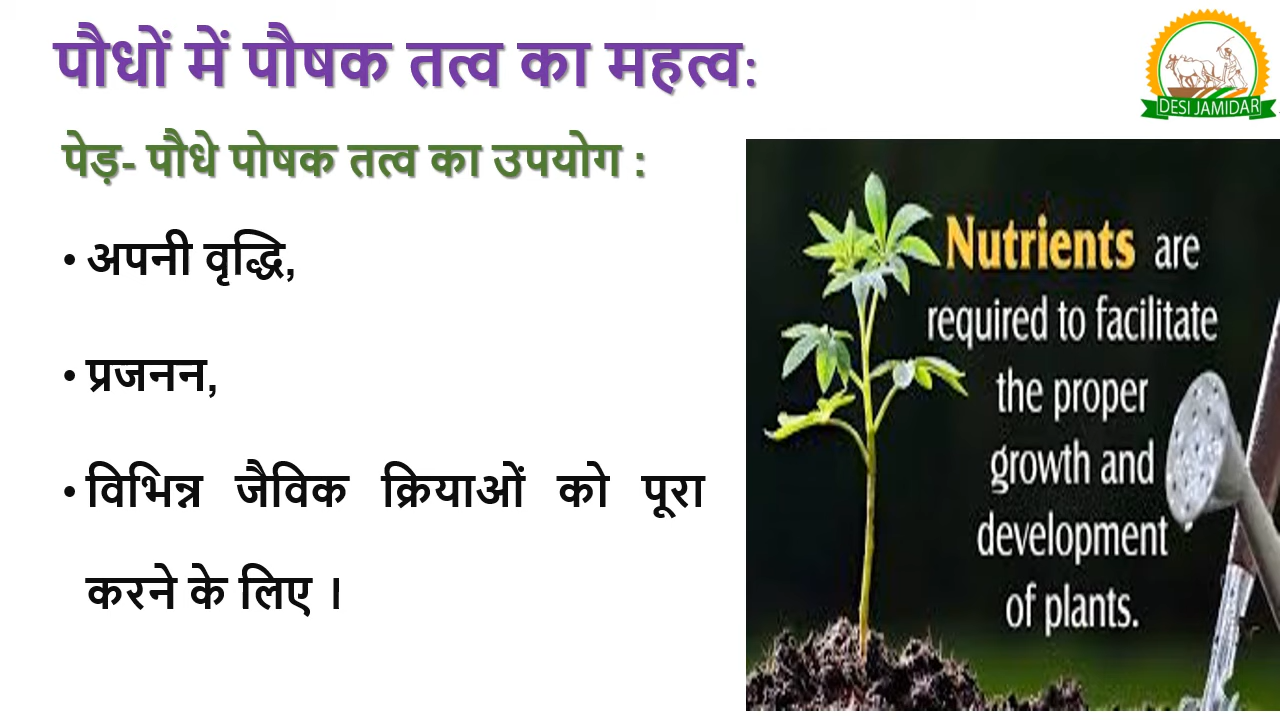 पौधों में पौषक तत्व का महत्व:
DESI JAMIDAR
पेड़- पौधे पोषक तत्व का उपयोग :
• अपनी वृद्धि,
• प्रजनन,
• विभिन्न जैविक क्रियाओं को पूरा
करने के लिए ।
Nutrients are
required to facilitate
the proper
growth and
development
of plants.